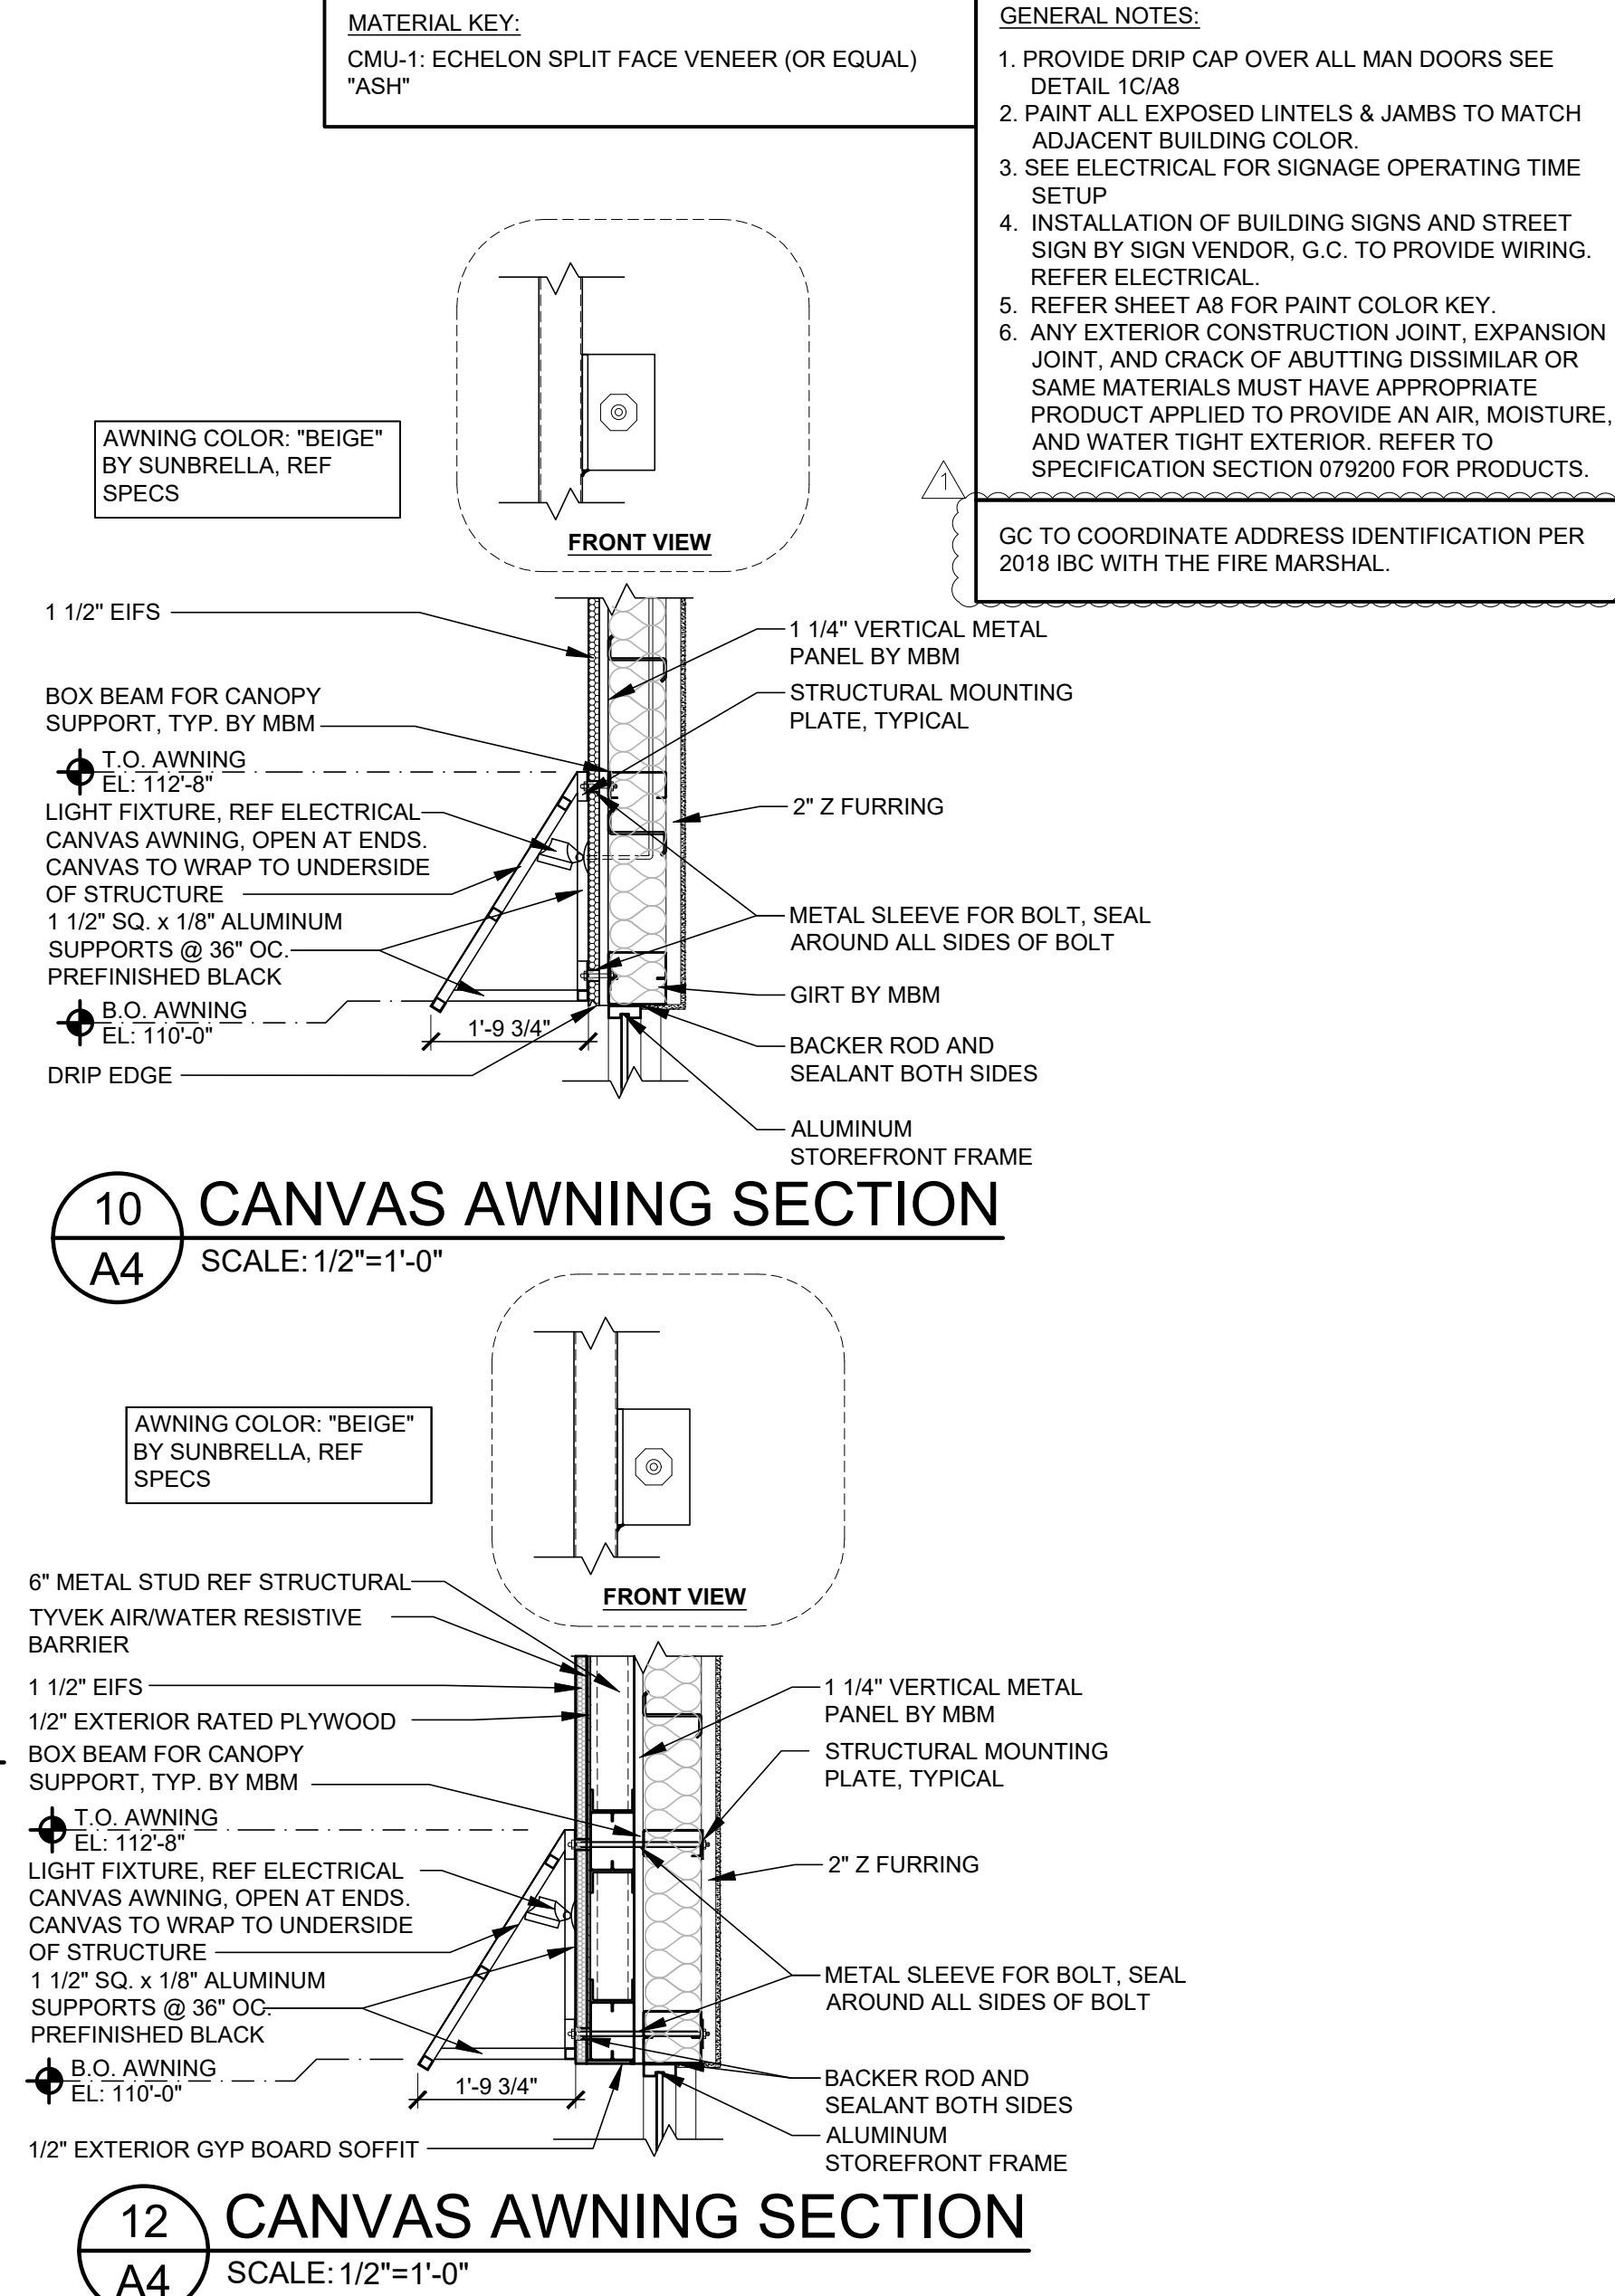 MATERIAL KEY:
CMU-1: ECHELON SPLIT FACE VENEER (OR EQUAL)
"ASH"
GENERAL NOTES:
1. PROVIDE DRIP CAP OVER ALL MAN DOORS SEE
DETAIL 1C/A8
2. PAINT ALL EXPOSED LINTELS & JAMBS TO MATCH
ADJACENT BUILDING COLOR.
3. SEE ELECTRICAL FOR SIGNAGE OPERATING TIME
SETUP
4. INSTALLATION OF BUILDING SIGNS AND STREET
SIGN BY SIGN VENDOR, G.C. TO PROVIDE WIRING.
REFER ELECTRICAL.
5. REFER SHEET A8 FOR PAINT COLOR KEY.
6. ANY EXTERIOR CONSTRUCTION JOINT, EXPANSION
JOINT, AND CRACK OF ABUTTING DISSIMILAR OR
SAME MATERIALS MUST HAVE APPROPRIATE
PRODUCT APPLIED TO PROVIDE AN AIR, MOISTURE,
AND WATER TIGHT EXTERIOR. REFER TO
SPECIFICATION SECTION 079200 FOR PRODUCTS.
1
GC TO COORDINATE ADDRESS IDENTIFICATION PER
2018 IBC WITH THE FIRE MARSHAL.
AWNING COLOR: "BEIGE"
BY SUNBRELLA, REF
SPECS
FRONT VIEW
1 1/2" EIFS
BOX BEAM FOR CANOPY
SUPPORT, TYP. BY MBM
T.O. AWNING
EL: 112'-8"
LIGHT FIXTURE, REF ELECTRICAL
CANVAS AWNING, OPEN AT ENDS.
CANVAS TO WRAP TO UNDERSIDE
OF STRUCTURE
1 1/2" SQ. x 1/8" ALUMINUM
SUPPORTS @ 36" OC.
PREFINISHED BLACK
B.O. AWNING
EL: 110'-0"
1'-9 3/4"
DRIP EDGE
1 1/4" VERTICAL METAL
PANEL BY MBM
STRUCTURAL MOUNTING
PLATE, TYPICAL
2" Z FURRING
METAL SLEEVE FOR BOLT, SEAL
AROUND ALL SIDES OF BOLT
GIRT BY MBM
BACKER ROD AND
SEALANT BOTH SIDES
ALUMINUM
STOREFRONT FRAME
10
A4
CANVAS AWNING SECTION
SCALE: 1/2"=1'-0"
AWNING COLOR: "BEIGE"
BY SUNBRELLA, REF
SPECS
FRONT VIEW
6" METAL STUD REF STRUCTURAL
TYVEK AIR/WATER RESISTIVE
BARRIER
1 1/2" EIFS
1/2" EXTERIOR RATED PLYWOOD
BOX BEAM FOR CANOPY
SUPPORT, TYP. BY MBM
T.O. AWNING
EL: 112'-8"
LIGHT FIXTURE, REF ELECTRICAL
CANVAS AWNING, OPEN AT ENDS.
CANVAS TO WRAP TO UNDERSIDE
OF STRUCTURE
1 1/2" SQ. x 1/8" ALUMINUM
SUPPORTS @ 36" OC.
PREFINISHED BLACK
B.O. AWNING
EL: 110'-0"
1'-9 3/4"
1/2" EXTERIOR GYP BOARD SOFFIT
1 1/4" VERTICAL METAL
PANEL BY MBM
STRUCTURAL MOUNTING
PLATE, TYPICAL
2" Z FURRING
METAL SLEEVE FOR BOLT, SEAL
AROUND ALL SIDES OF BOLT
BACKER ROD AND
SEALANT BOTH SIDES
ALUMINUM
STOREFRONT FRAME
12
A4
CANVAS AWNING SECTION
SCALE: 1/2"=1'-0"